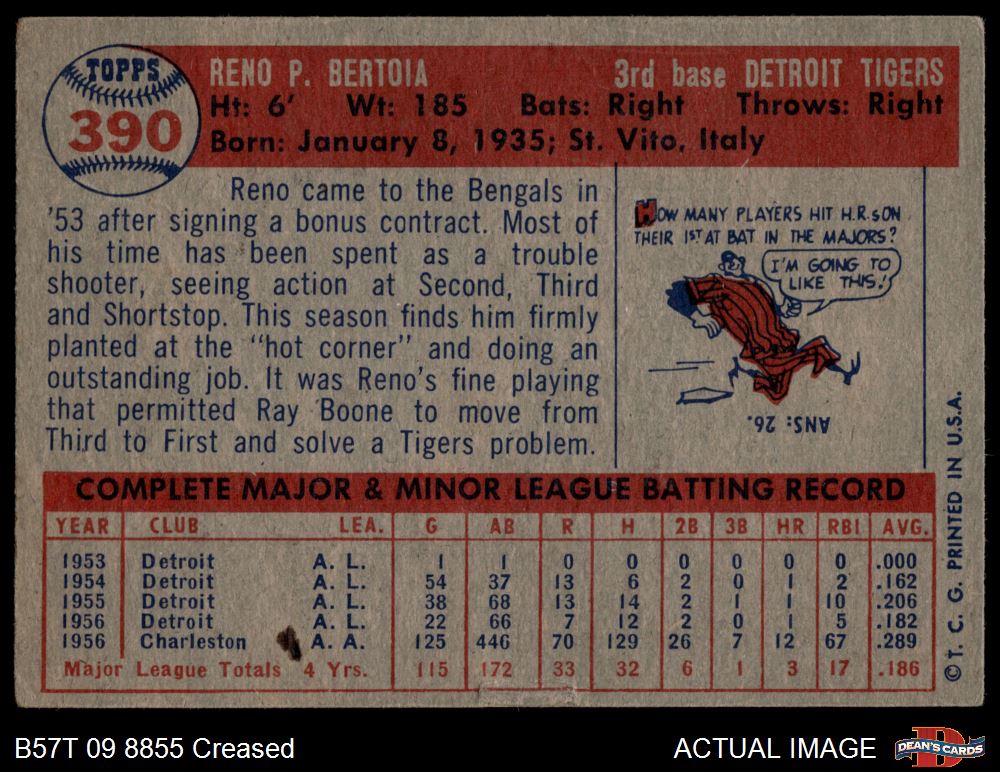 TOPPS
390
RENO P. BERTOIA 3rd base DETROIT TIGERS
Ht: 6' Wt: 185 Bats: Right Throws: Right
Born: January 8, 1935; St. Vito, Italy
Reno came to the Bengals in
'53 after signing a bonus contract. Most of
his time has been spent as a trouble
shooter, seeing action at Second, Third
and Shortstop. This season finds him firmly
planted at the "hot corner" and doing an
outstanding job. It was Reno's fine playing
that permitted Ray Boone to move from
Third to First and solve a Tigers problem.
HOW MANY PLAYERS HIT H.R.S ON
THEIR 1ST AT BAT IN THE MAJORS?
I'M GOING TO
LIKE THIS!
ANS: 26.
COMPLETE MAJOR & MINOR LEAGUE BATTING RECORD
YEAR CLUB LEA. G AB R H 2B 3B HR RBI AVG.
1953 Detroit A. L. 1 1 0 0 0 0 0 0 .000
1954 Detroit A. L. 54 37 13 6 2 0 1 2 .162
1955 Detroit A. L. 38 68 13 14 2 1 1 10 .206
1956 Detroit A. L. 22 66 7 12 2 0 1 5 .182
1956 Charleston A. A. 125 446 70 129 26 7 12 67 .289
Major League Totals 4 Yrs. 115 172 33 32 6 1 3 17 .186
©T. C. G. PRINTED IN U.S.A.
B57T 09 8855 Creased ACTUAL IMAGE
DEAN'S CARDS